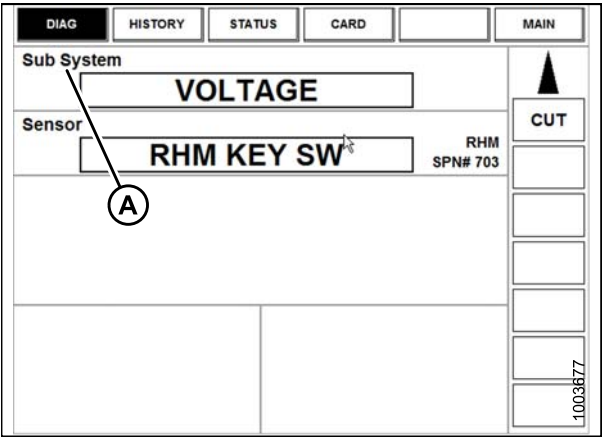 DIAG HISTORY STATUS CARD MAIN
Sub System
VOLTAGE
CUT
Sensor
RHM KEY SW
RHM
SPN# 703
A
1003677